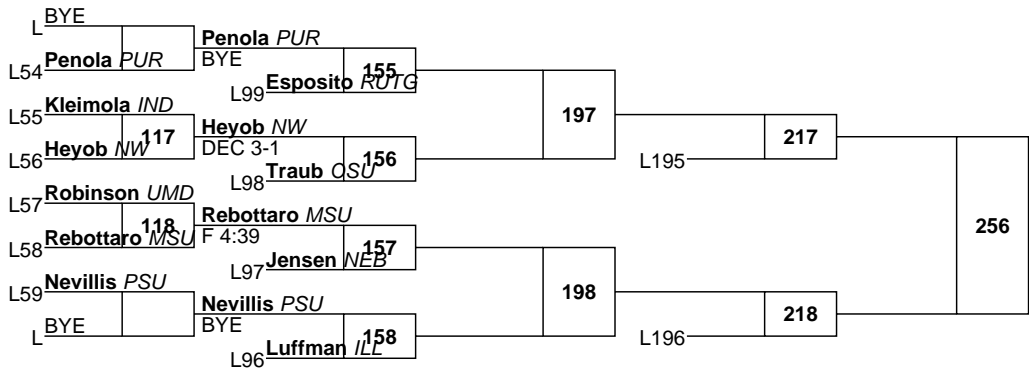 L BYE
L54 Penola PUR
Penola PUR
BYE
155
L99 Esposito RUTG
L55 Kleimola IND
117
L56 Heyob NW
Heyob NW
DEC 3-1
156
L98 Traub OSU
197
L195
217
L57 Robinson UMD
118
L58 Rebottaro MSU
Rebottaro MSU
F 4:39
157
L97 Jensen NEB
L59 Nevillis PSU
L BYE
Nevillis PSU
BYE
158
L96 Luffman ILL
198
L196
218
256